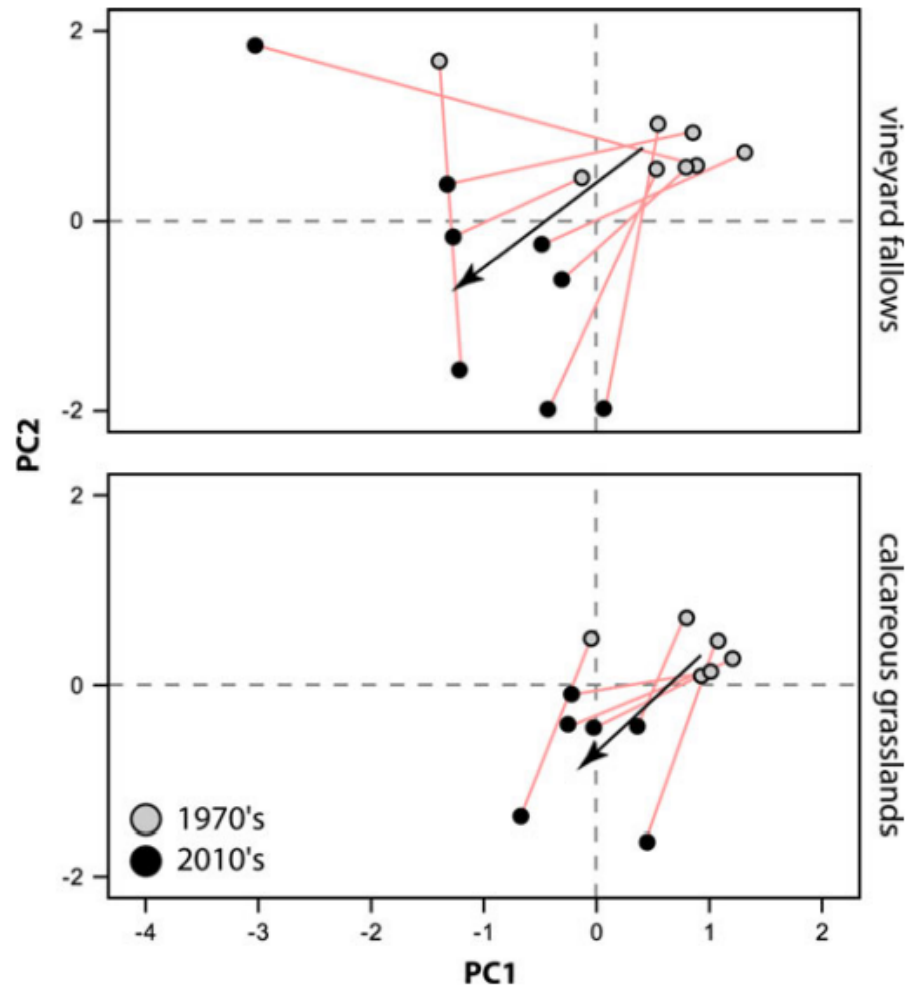 2
0
-2
vineyard fallows
PC2
2
0
-2
calcareous grasslands
1970's
2010's
-4 -3 -2 -1 0 1 2
PC1